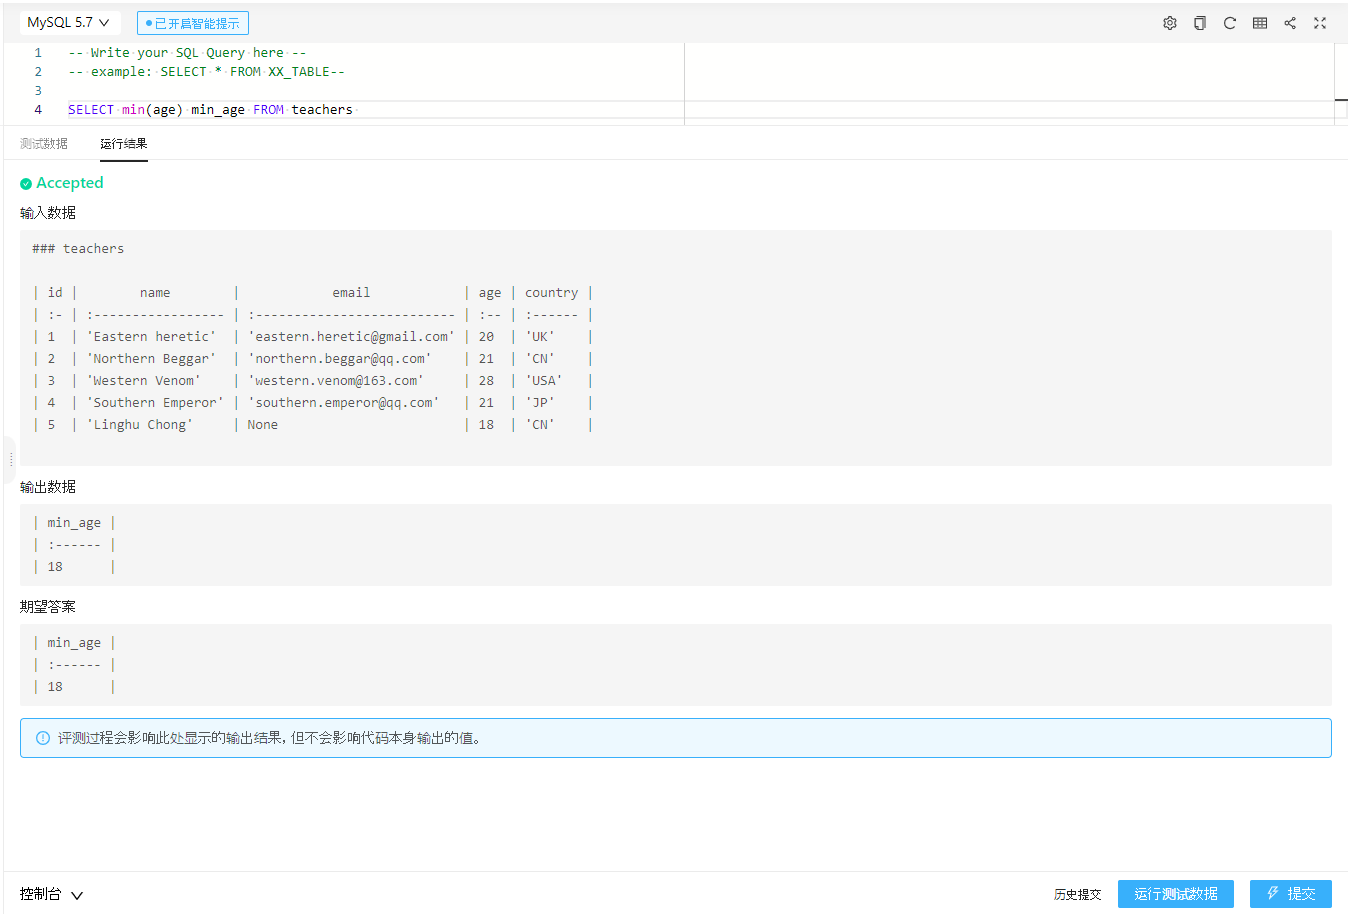 MySQL 5.7 已开启智能提示
1 -- Write your SQL Query here --
2 -- example: SELECT * FROM XX_TABLE--
3
4 SELECT min(age) min_age FROM teachers
测试数据 运行结果
Accepted
输入数据
### teachers
| id | name | email | age | country |
| :- | :----------------- | :-------------------------- | :-- | :------ |
| 1 | 'Eastern heretic' | 'eastern.heretic@gmail.com' | 20 | 'UK' |
| 2 | 'Northern Beggar' | 'northern.beggar@qq.com' | 21 | 'CN' |
| 3 | 'Western Venom' | 'western.venom@163.com' | 28 | 'USA' |
| 4 | 'Southern Emperor' | 'southern.emperor@qq.com' | 21 | 'JP' |
| 5 | 'Linghu Chong' | None | 18 | 'CN' |
输出数据
| min_age |
| :------ |
| 18 |
期望答案
| min_age |
| :------ |
| 18 |
评测过程会影响此处显示的输出结果, 但不会影响代码本身输出的值。
控制台 历史提交 运行测试数据 提交